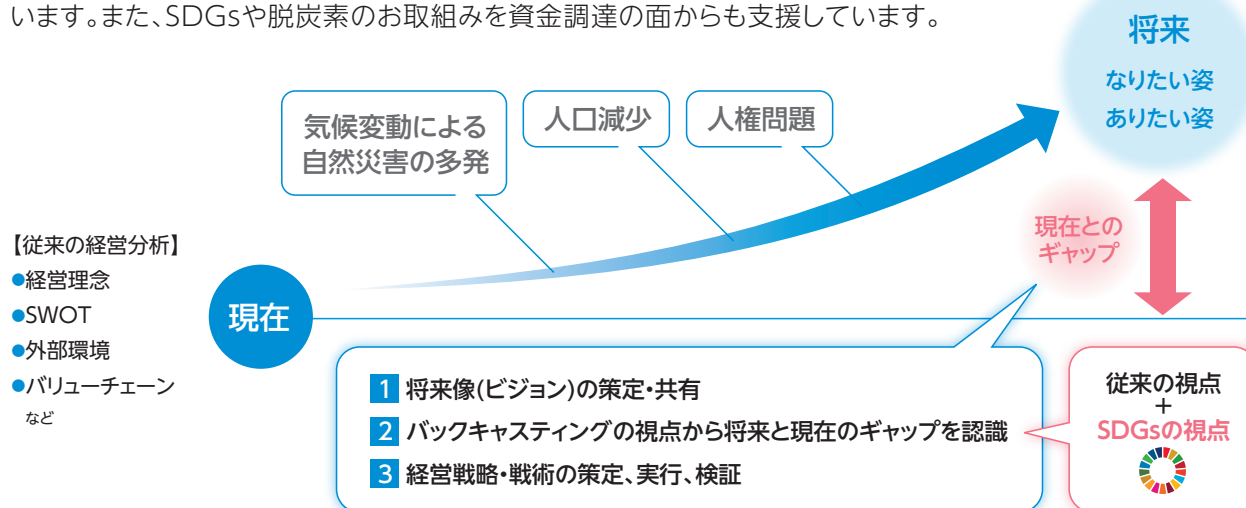 います。また、SDGsや脱炭素のお取組みを資金調達の面からも支援しています。
将来
なりたい姿
ありたい姿
気候変動による
自然災害の多発
人口減少
人権問題
現在との
ギャップ
【従来の経営分析】
●経営理念
●SWOT
●外部環境
●バリューチェーン
など
現在
1 将来像(ビジョン)の策定・共有
2 バックキャスティングの視点から将来と現在のギャップを認識
3 経営戦略・戦術の策定、実行、検証
従来の視点
+
SDGsの視点